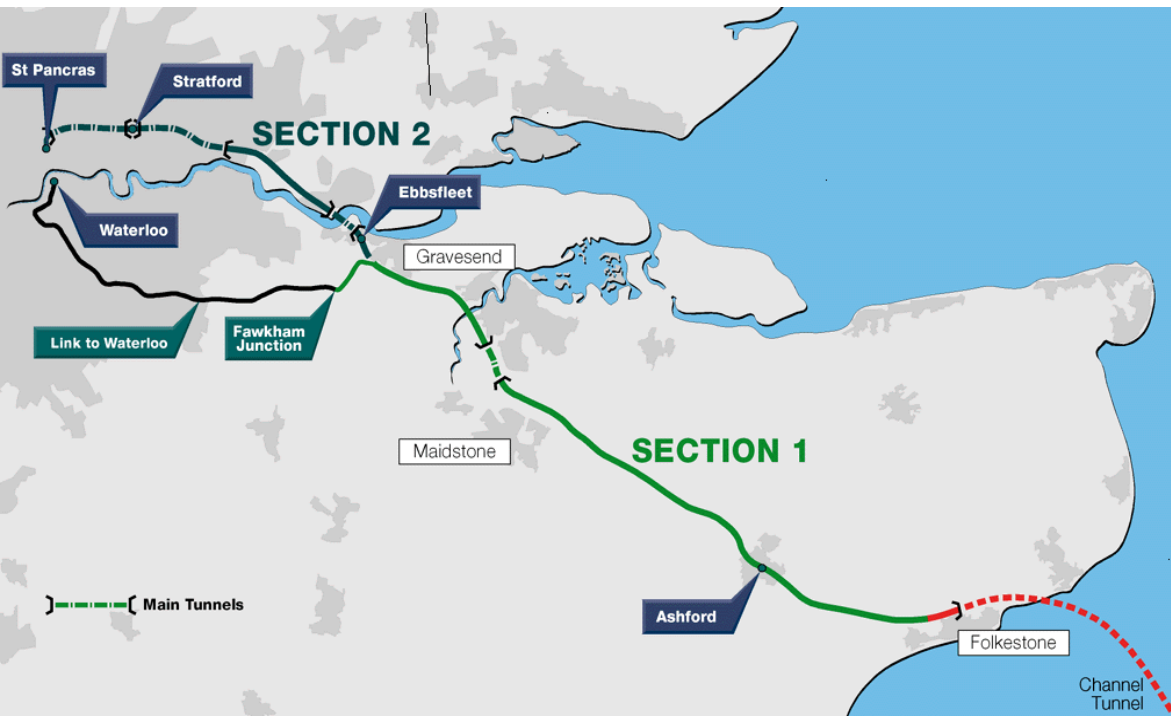 St Pancras
Stratford
SECTION 2
Ebbsfleet
Waterloo
Gravesend
Link to Waterloo
Fawkham
Junction
Maidstone
SECTION 1
Main Tunnels
Ashford
Folkestone
Channel
Tunnel